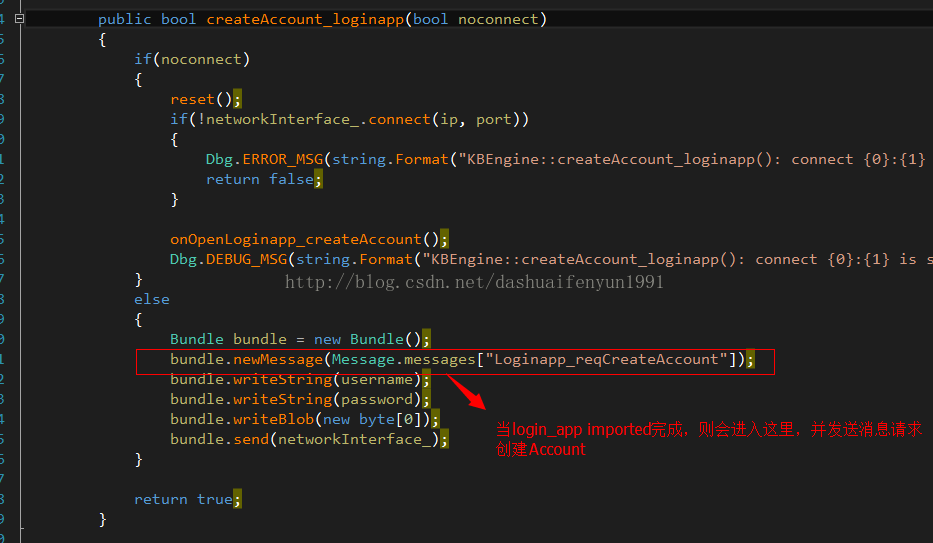 4 public bool createAccount_loginapp(bool noconnect)
5 {
6 if(noconnect)
7 {
8 reset();
9 if(!networkInterface_.connect(ip, port))
0 {
1 Dbg.ERROR_MSG(string.Format("KBEngine::createAccount_loginapp(): connect {0}:{1}
2 return false;
3 }
4
5 onOpenLoginapp_createAccount();
6 Dbg.DEBUG_MSG(string.Format("KBEngine::createAccount_loginapp(): connect {0}:{1} is s
7 }
http://blog.csdn.net/dashuaifenyun1991
8 else
9 {
0 Bundle bundle = new Bundle();
1 bundle.newMessage(Message.messages["Loginapp_reqCreateAccount"]);
2 bundle.writeString(username);
3 bundle.writeString(password);
4 bundle.writeBlob(new byte[0]);
5 bundle.send(networkInterface_);
当login_app Imported完成，则会进入这里，并发送消息请求
创建Account
6 }
7
8 return true;
9 }
0